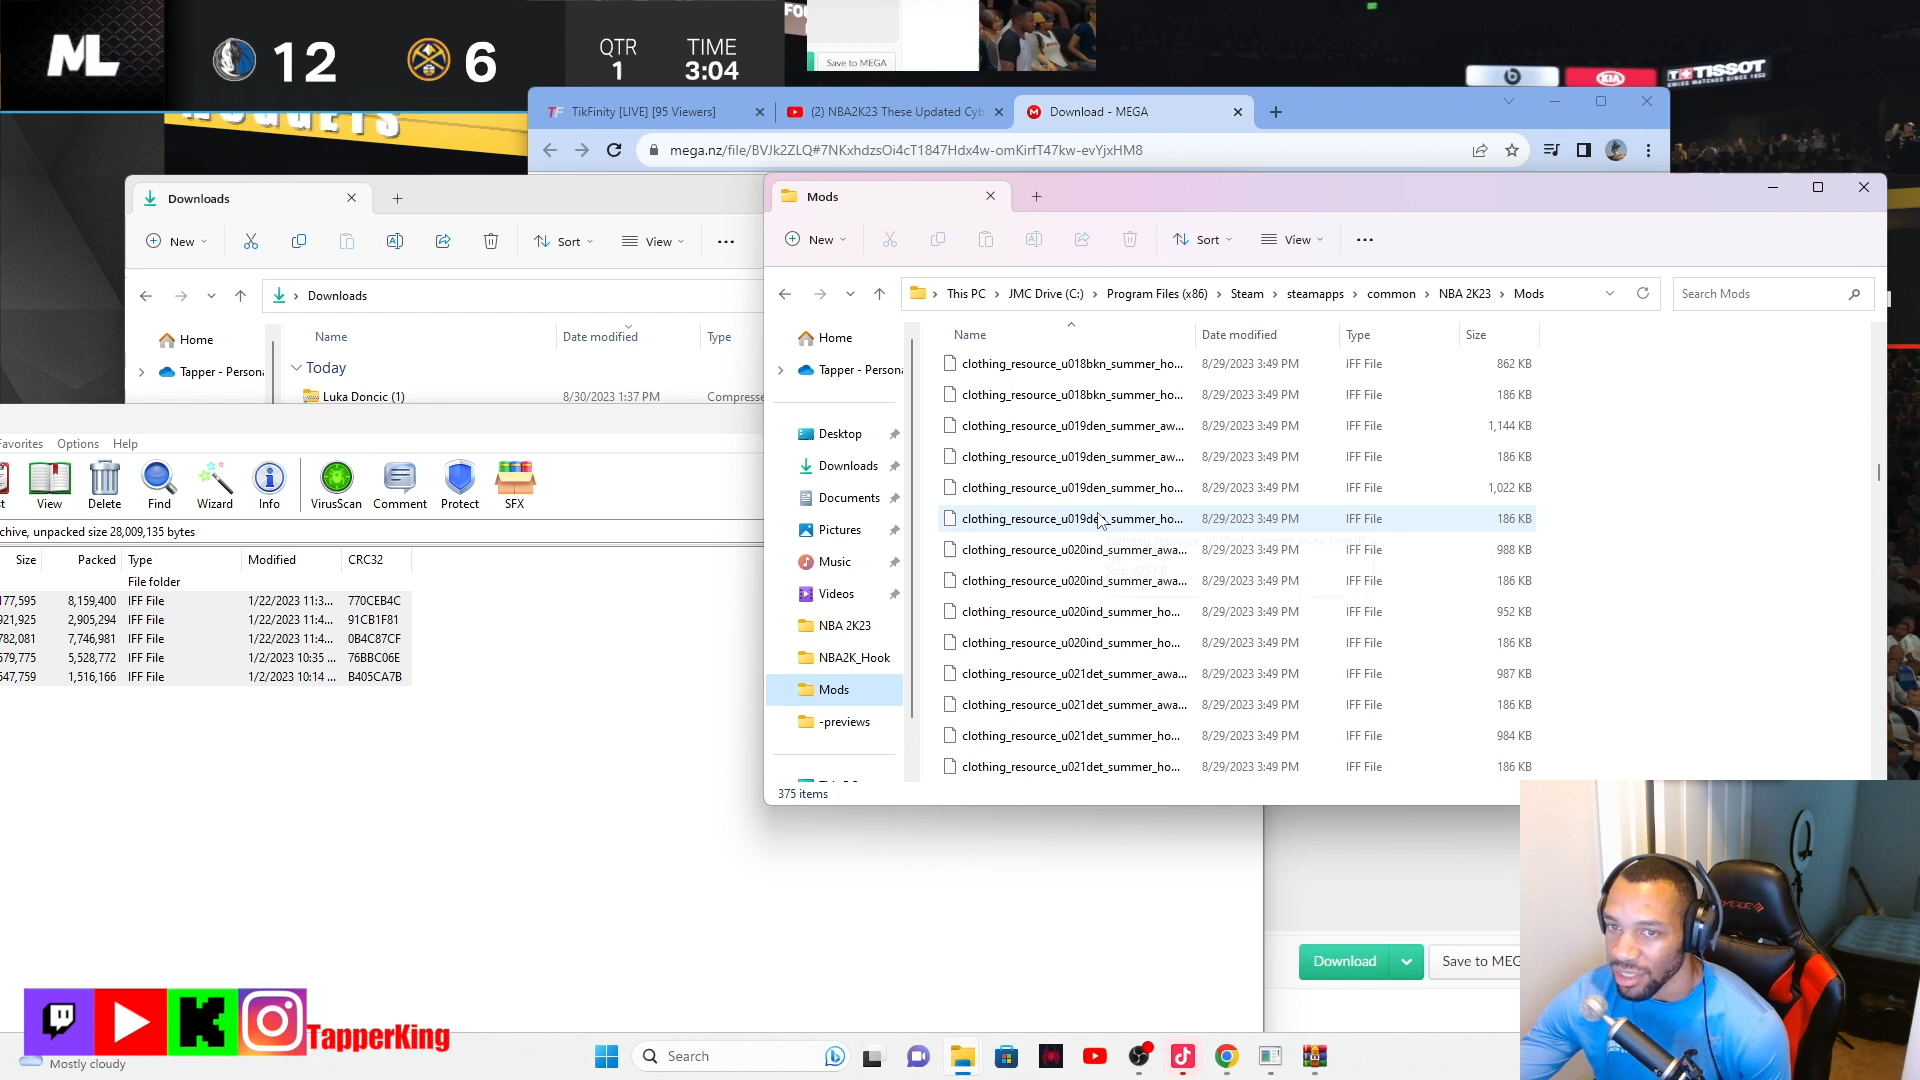 ML 12 6 QTR 1 TIME 3:04
Save to MEGA
KIA TISSOT
TikFinity [LIVE] [95 Viewers]
(2) NBA2K23 These Updated Cyb
Download - MEGA
mega.nz/file/BVJk2ZLQ#7NKxhdzsOi4cT1847Hdx4w-omKirfT47kw-evYjxHM8
Downloads
New Sort View
Downloads
Name Date modified Type
Home
Tapper - Persona
Today
Luka Doncic (1) 8/30/2023 1:37 PM Compresse
Favorites Options Help
View Delete Find Wizard Info VirusScan Comment Protect SFX
chive, unpacked size 28,009,135 bytes
Size Packed Type Modified CRC32
File folder
177,595 8,159,400 IFF File 1/22/2023 11:3... 770CEB4C
921,925 2,905,294 IFF File 1/22/2023 11:4... 91CB1F81
782,081 7,746,981 IFF File 1/22/2023 11:4... 0B4C87CF
579,775 5,528,772 IFF File 1/2/2023 10:35 ... 76BBC06E
547,759 1,516,166 IFF File 1/2/2023 10:14 ... B405CA7B
Mods
New Sort View
This PC JMC Drive (C:) Program Files (x86) Steam steamapps common NBA 2K23 Mods
Search Mods
Home
Tapper - Persona
Desktop
Downloads
Documents
Pictures
Music
Videos
NBA 2K23
NBA2K_Hook
Mods
-previews
Name Date modified Type Size
clothing_resource_u018bkn_summer_ho... 8/29/2023 3:49 PM IFF File 862 KB
clothing_resource_u018bkn_summer_ho... 8/29/2023 3:49 PM IFF File 186 KB
clothing_resource_u019den_summer_aw... 8/29/2023 3:49 PM IFF File 1,144 KB
clothing_resource_u019den_summer_aw... 8/29/2023 3:49 PM IFF File 186 KB
clothing_resource_u019den_summer_ho... 8/29/2023 3:49 PM IFF File 1,022 KB
clothing_resource_u019den_summer_ho... 8/29/2023 3:49 PM IFF File 186 KB
clothing_resource_u020ind_summer_awa... 8/29/2023 3:49 PM IFF File 988 KB
clothing_resource_u020ind_summer_awa... 8/29/2023 3:49 PM IFF File 186 KB
clothing_resource_u020ind_summer_ho... 8/29/2023 3:49 PM IFF File 952 KB
clothing_resource_u020ind_summer_ho... 8/29/2023 3:49 PM IFF File 186 KB
clothing_resource_u021det_summer_awa... 8/29/2023 3:49 PM IFF File 987 KB
clothing_resource_u021det_summer_awa... 8/29/2023 3:49 PM IFF File 186 KB
clothing_resource_u021det_summer_ho... 8/29/2023 3:49 PM IFF File 984 KB
clothing_resource_u021det_summer_ho... 8/29/2023 3:49 PM IFF File 186 KB
375 items
Download
Save to MEG
TapperKing
Mostly cloudy
Search